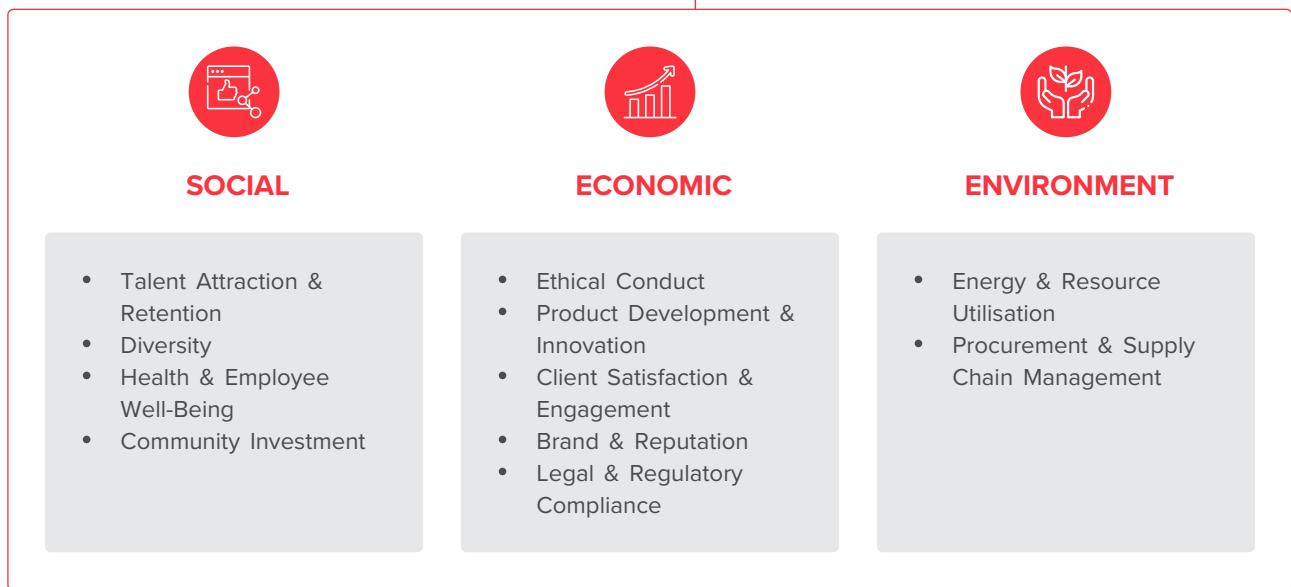 SOCIAL
• Talent Attraction &
Retention
• Diversity
• Health & Employee
Well-Being
• Community Investment
ECONOMIC
• Ethical Conduct
• Product Development &
Innovation
• Client Satisfaction &
Engagement
• Brand & Reputation
• Legal & Regulatory
Compliance
ENVIRONMENT
• Energy & Resource
Utilisation
• Procurement & Supply
Chain Management